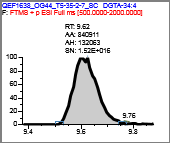 QEF1638_OG44_T5-35-2-7_SC DGTA-34:4
F: FTMS + p ESI Full ms [500.0000-2000.0000]
RT: 9.62
AA: 840911
AH: 132063
SN: 1.52E+016
100
80
60
40
20
0
9.76
9.4 9.6 9.8